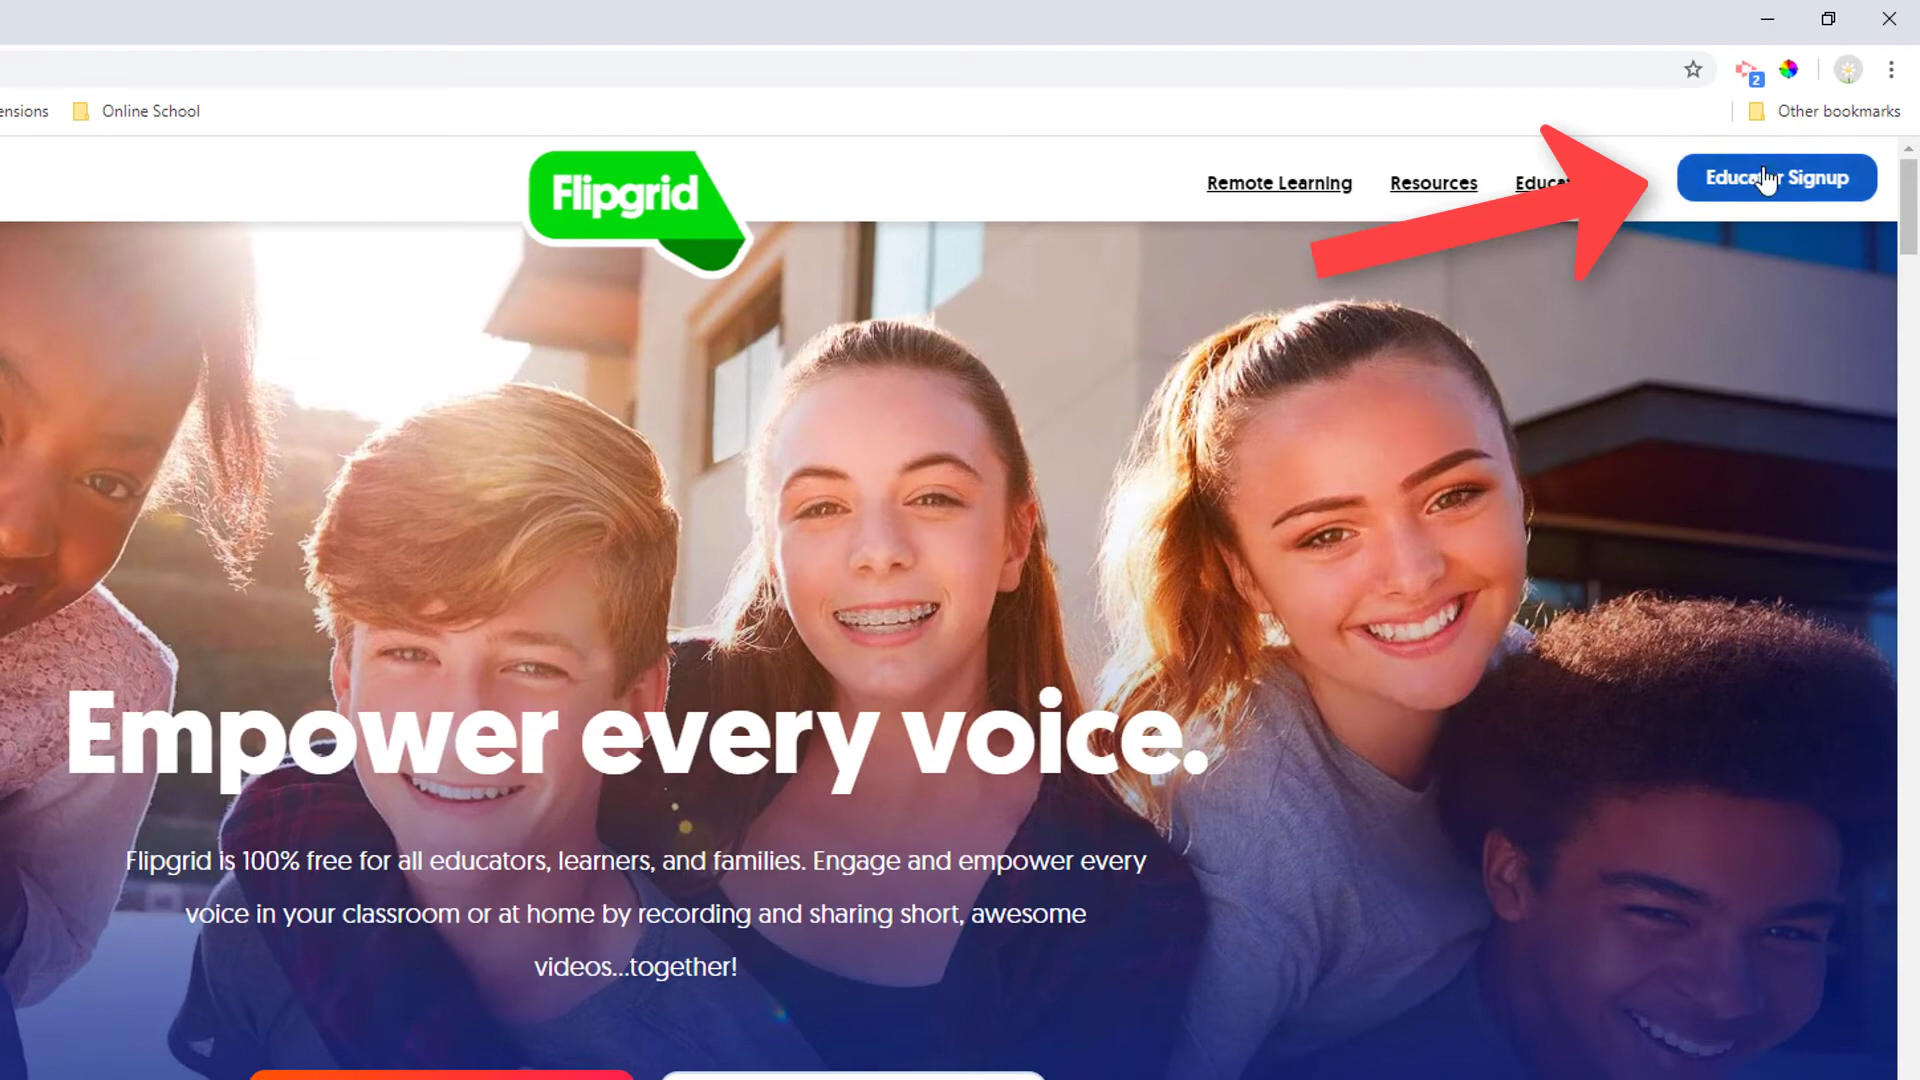 ensions
Online School
Other bookmarks
2
Flipgrid
Remote Learning
Resources
Signup
Empower every voice.
Flipgrid is 100% free for all educators, learners, and families. Engage and empower every
voice in your classroom or at home by recording and sharing short, awesome
videos...together!